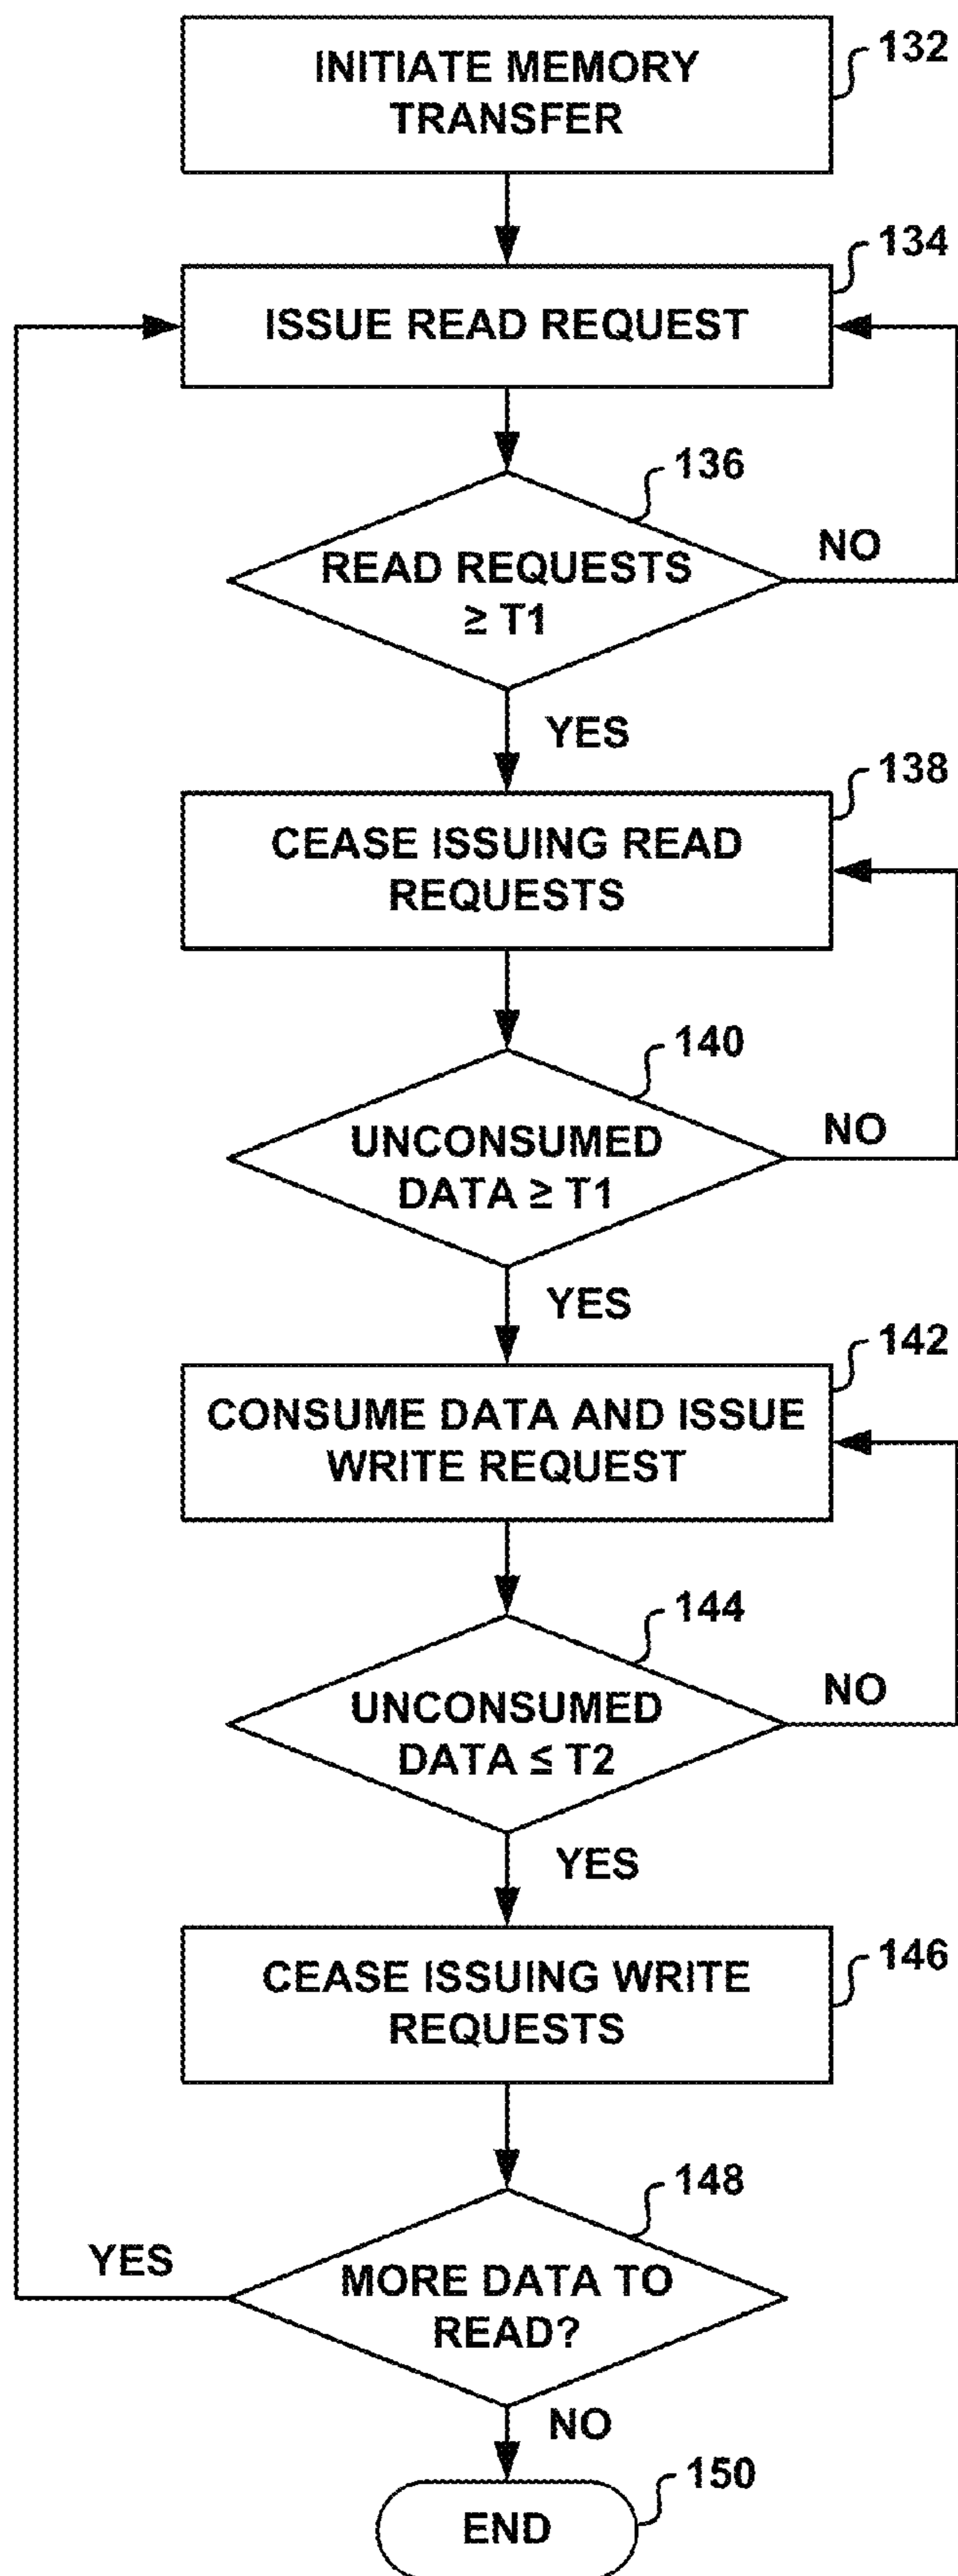 INITIATE MEMORY
TRANSFER
132
134
ISSUE READ REQUEST
136
READ REQUESTS
≥ T1
NO
YES
138
CEASE ISSUING READ
REQUESTS
140
UNCONSUMED
DATA ≥ T1
NO
YES
142
CONSUME DATA AND ISSUE
WRITE REQUEST
144
UNCONSUMED
DATA ≤ T2
NO
YES
146
CEASE ISSUING WRITE
REQUESTS
148
YES
MORE DATA TO
READ?
NO
150
END